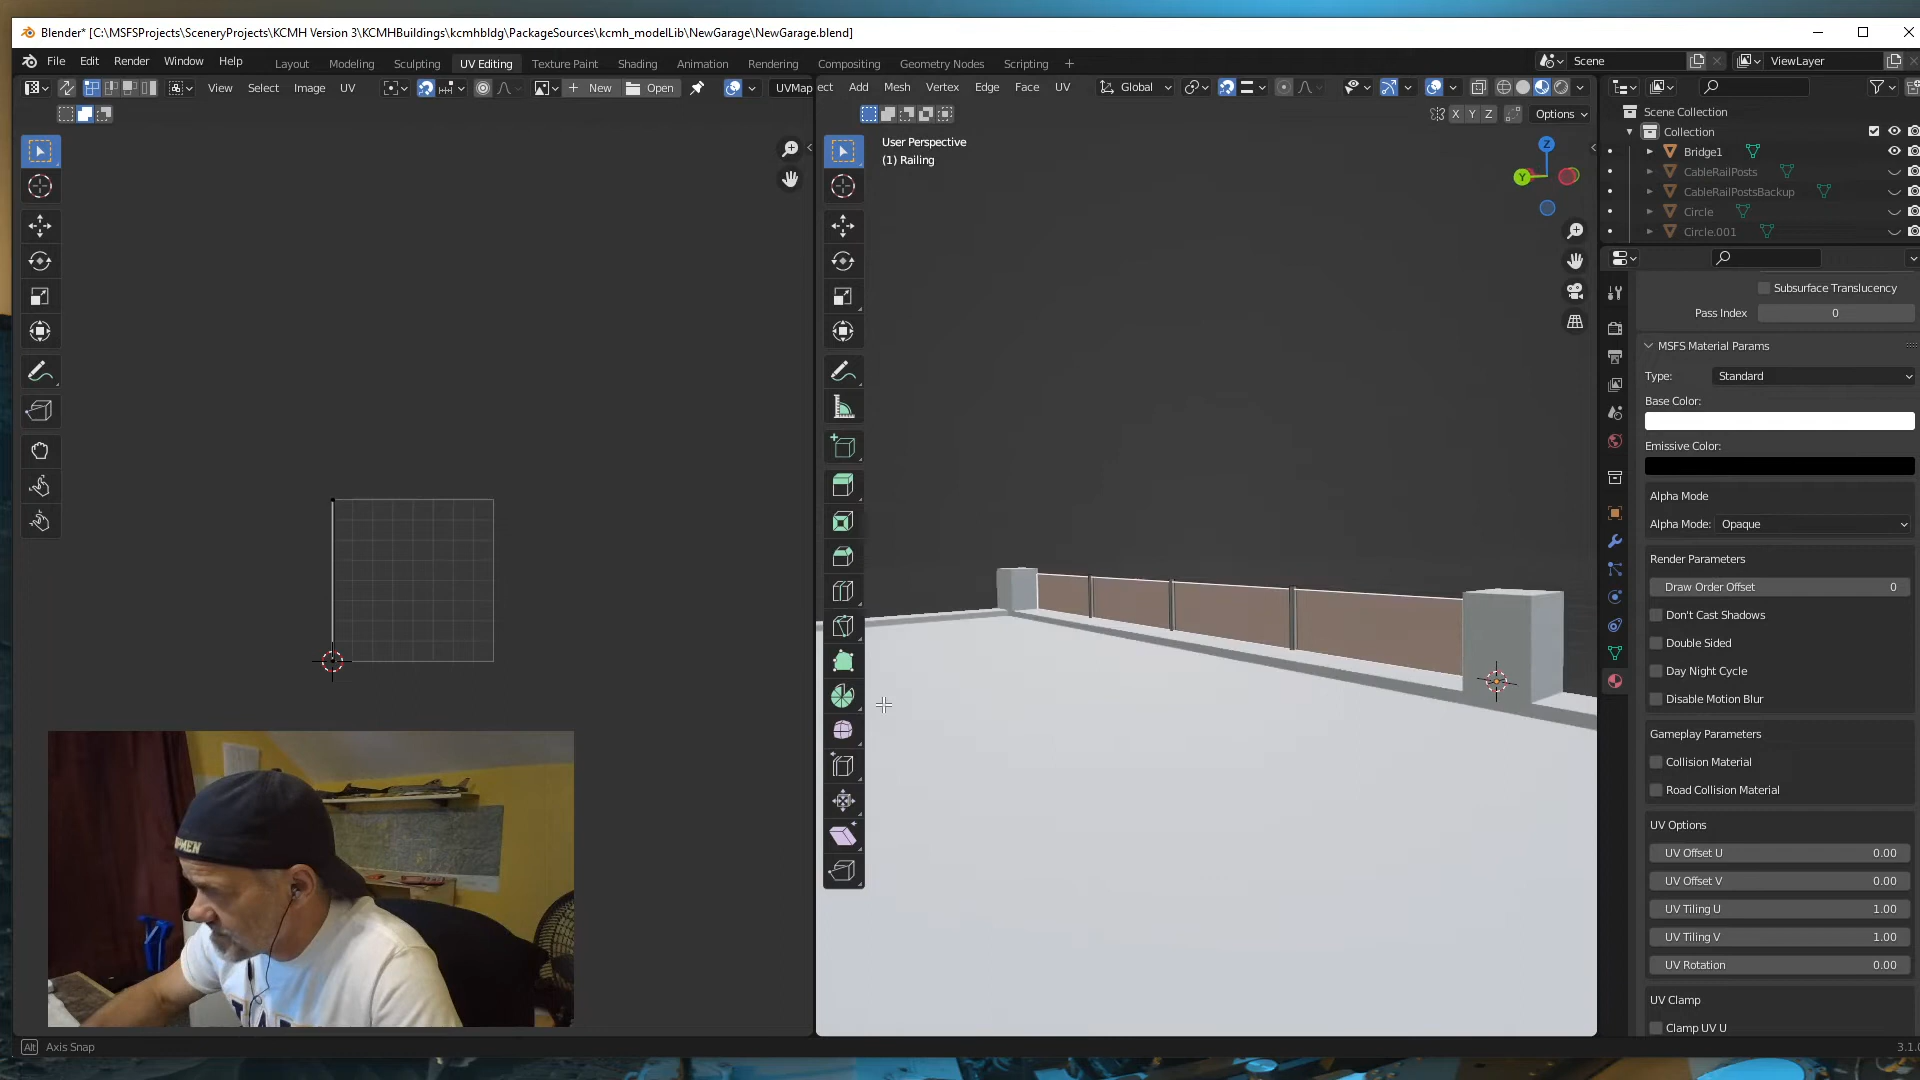 Blender* [C:\MSFSProjects\SceneryProjects\KCMH Version 3\KCMHBuildings\kcmhbldg\PackageSources\kcmh_modelLib\NewGarage\NewGarage.blend]
File Edit Render Window Help
Layout Modeling Sculpting UV Editing Texture Paint Shading Animation Rendering Compositing Geometry Nodes Scripting +
Scene
ViewLayer
View Select Image UV
New
Open
UVMap
ect Add Mesh Vertex Edge Face UV
Global
X Y Z
Options
User Perspective
(1) Railing
Z
Y
Scene Collection
Collection
Bridge1
CableRailPosts
CableRailPostsBackup
Circle
Circle.001
Subsurface Translucency
Pass Index 0
MSFS Material Params
Type: Standard
Base Color:
Emissive Color:
Alpha Mode
Alpha Mode: Opaque
Render Parameters
Draw Order Offset 0
Don't Cast Shadows
Double Sided
Day Night Cycle
Disable Motion Blur
Gameplay Parameters
Collision Material
Road Collision Material
UV Options
UV Offset U 0.00
UV Offset V 0.00
UV Tiling U 1.00
UV Tiling V 1.00
UV Rotation 0.00
UV Clamp
Clamp UV U
Alt Axis Snap
3.1.0